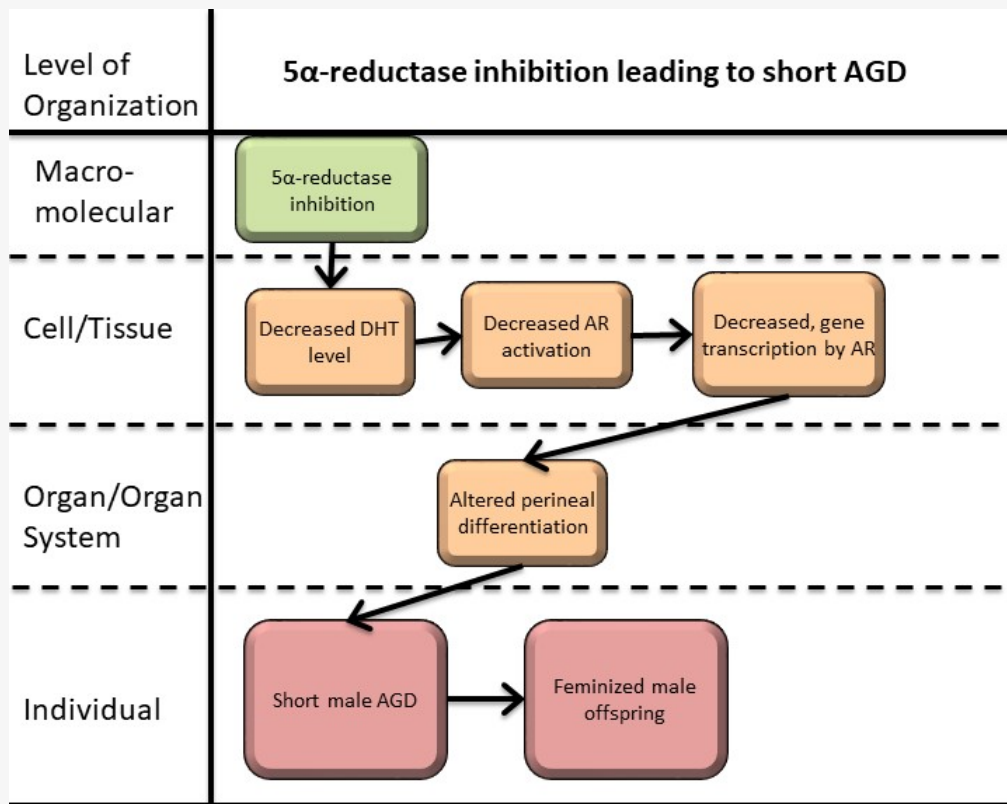 Level of
Organization
5α-reductase inhibition leading to short AGD
Macro-
molecular
5α-reductase
inhibition
Cell/Tissue
Decreased DHT
level
Decreased AR
activation
Decreased, gene
transcription by AR
Organ/Organ
System
Altered perineal
differentiation
Individual
Short male AGD
Feminized male
offspring